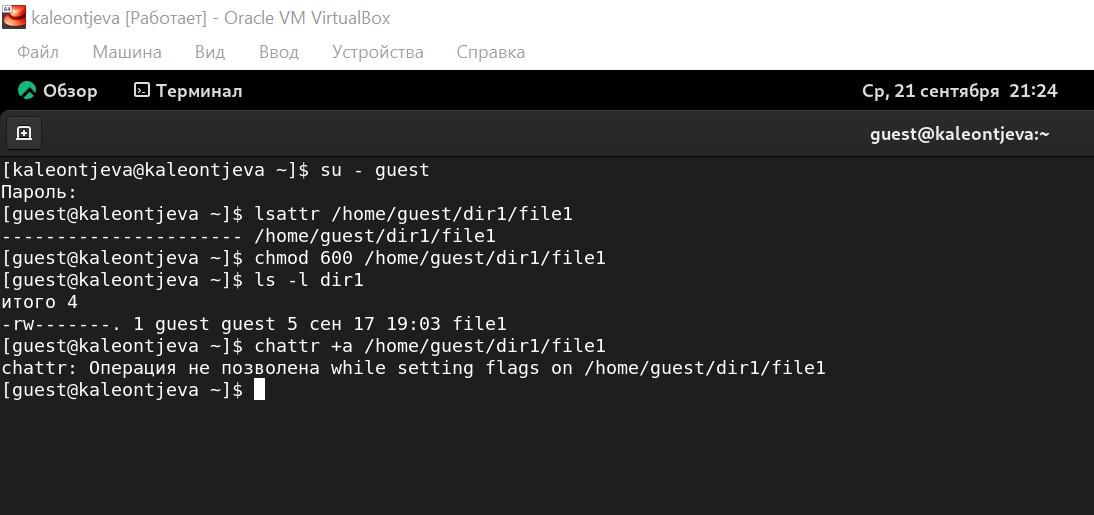 kaleontjeva [Работает] - Oracle VM VirtualBox
Файл Машина Вид Ввод Устройства Справка
Обзор Терминал Ср, 21 сентября 21:24
guest@kaleontjeva:~
[kaleontjeva@kaleontjeva ~]$ su - guest
Пароль:
[guest@kaleontjeva ~]$ lsattr /home/guest/dir1/file1
---------------------- /home/guest/dir1/file1
[guest@kaleontjeva ~]$ chmod 600 /home/guest/dir1/file1
[guest@kaleontjeva ~]$ ls -l dir1
итого 4
-rw-------. 1 guest guest 5 сен 17 19:03 file1
[guest@kaleontjeva ~]$ chattr +a /home/guest/dir1/file1
chattr: Операция не позволена while setting flags on /home/guest/dir1/file1
[guest@kaleontjeva ~]$